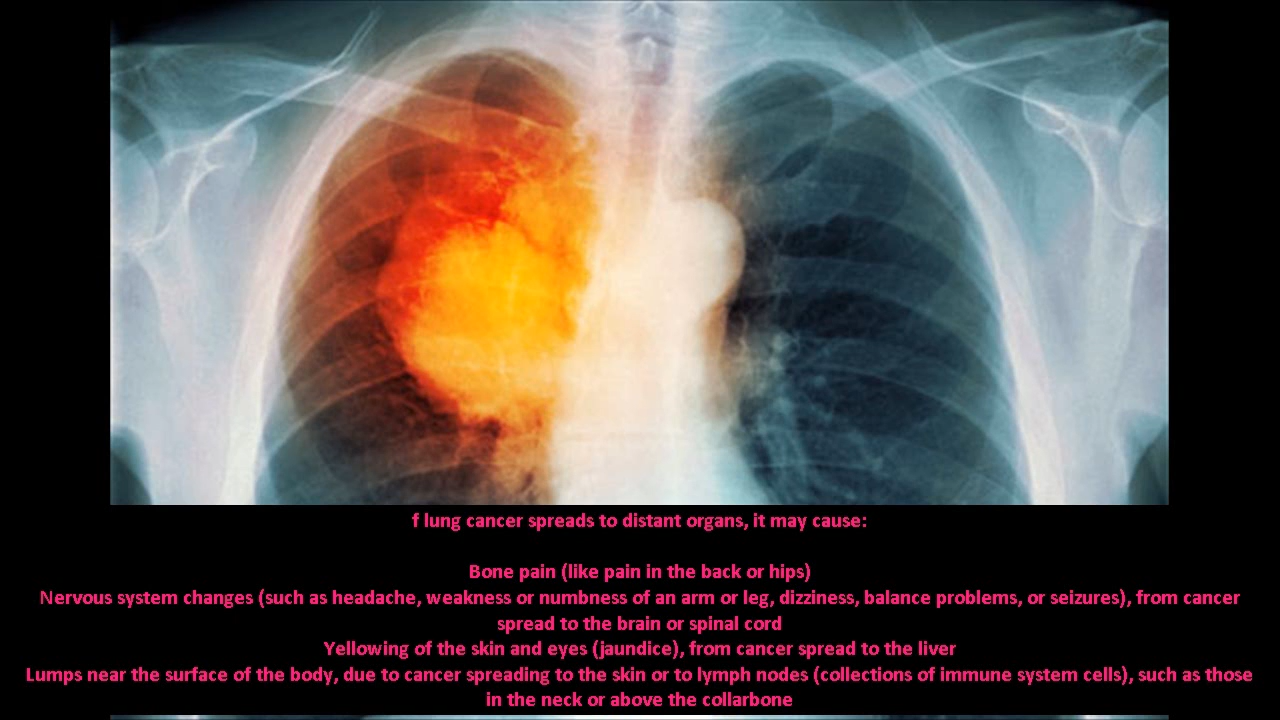 f lung cancer spreads to distant organs, it may cause:
Bone pain (like pain in the back or hips)
Nervous system changes (such as headache, weakness or numbness of an arm or leg, dizziness, balance problems, or seizures), from cancer
spread to the brain or spinal cord
Yellowing of the skin and eyes (jaundice), from cancer spread to the liver
Lumps near the surface of the body, due to cancer spreading to the skin or to lymph nodes (collections of immune system cells), such as those
in the neck or above the collarbone